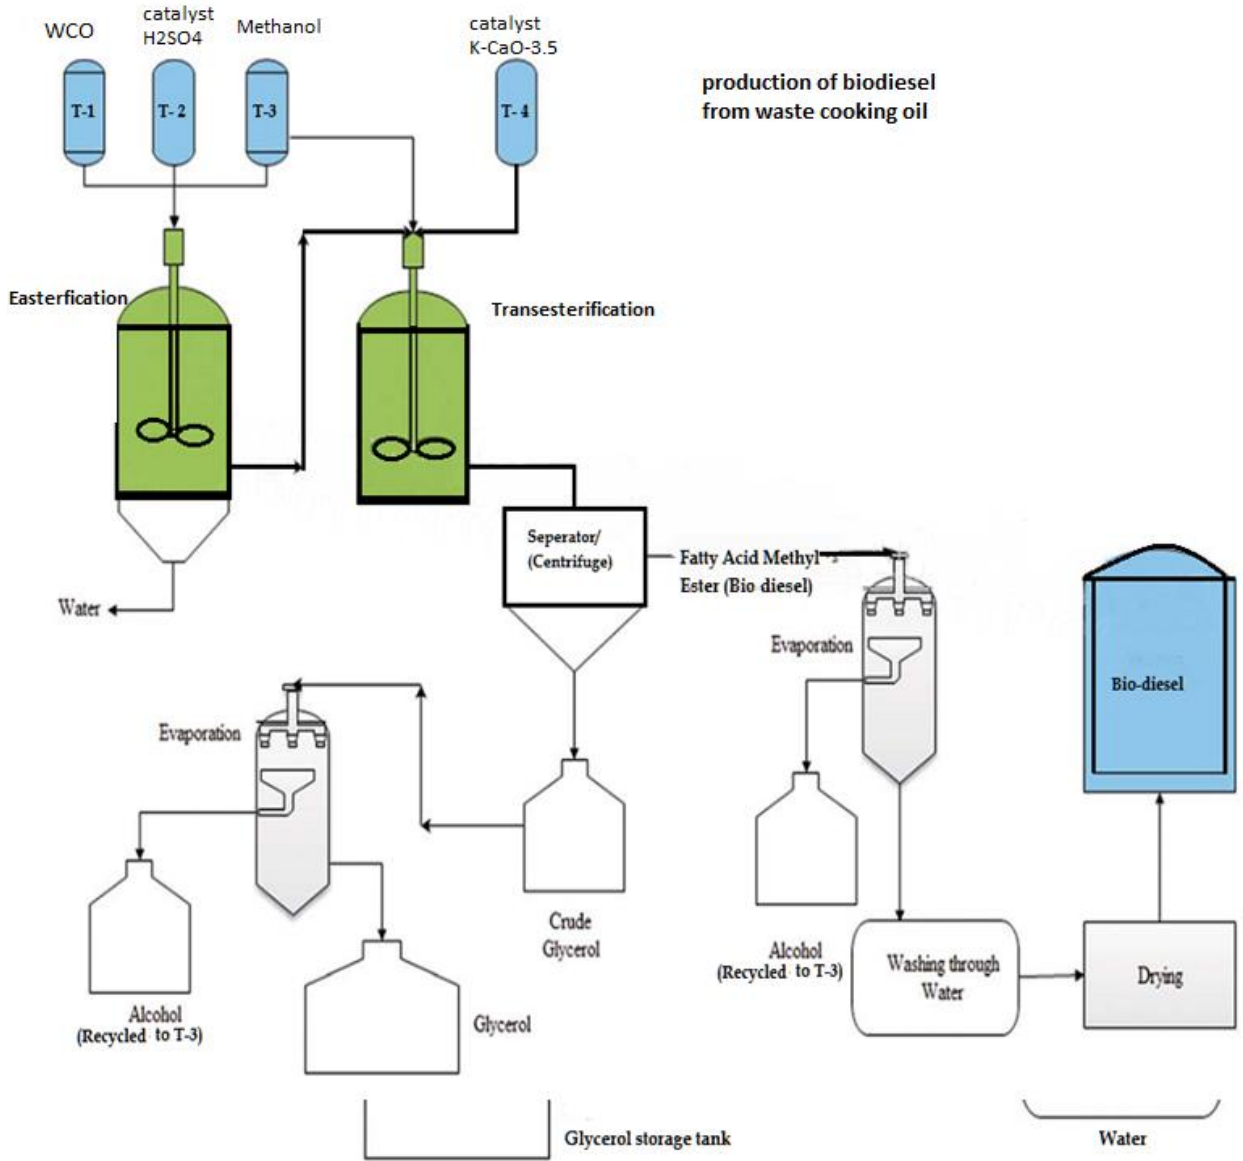 WCO
catalyst
H2SO4
Methanol
catalyst
K-CaO-3.5
production of biodiesel
from waste cooking oil
T-1
T- 2
T-3
T- 4
Easterfication
Transesterification
Seperator/
(Centrifuge)
Fatty Acid Methyl
Ester (Bio diesel)
Water
Evaporation
Bio-diesel
Evaporation
Crude
Glycerol
Alcohol
(Recycled to T-3)
Washing through
Water
Drying
Alcohol
(Recycled to T-3)
Glycerol
Glycerol storage tank
Water